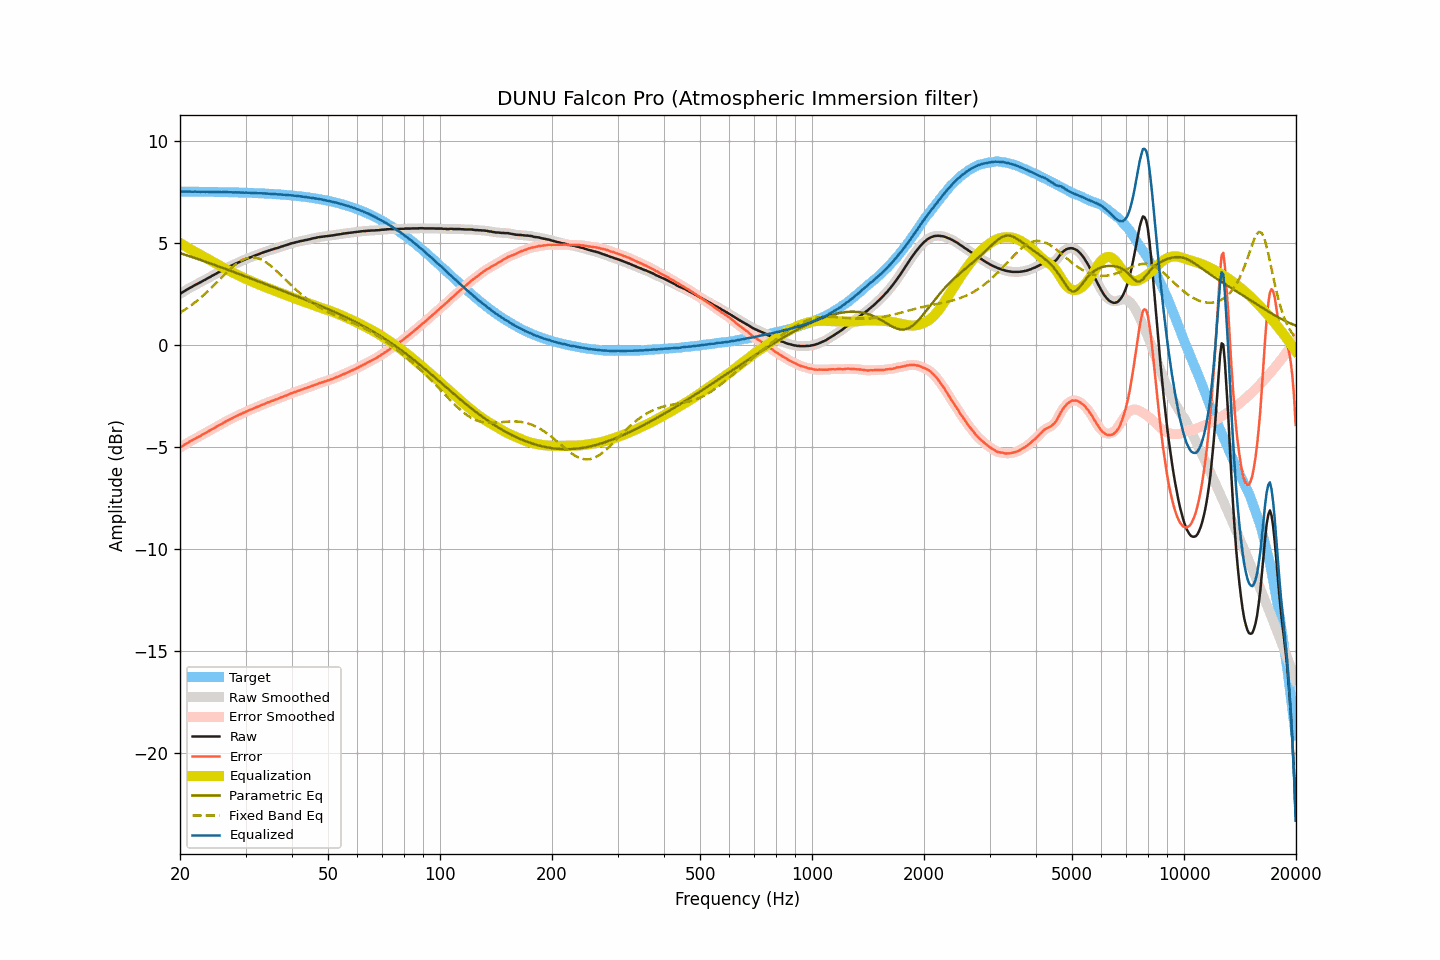 DUNU Falcon Pro (Atmospheric Immersion filter)
10
5
0
−5
−10
−15
−20
Amplitude (dBr)
Target
Raw Smoothed
Error Smoothed
Raw
Error
Equalization
Parametric Eq
Fixed Band Eq
Equalized
20 50 100 200 500 1000 2000 5000 10000 20000
Frequency (Hz)